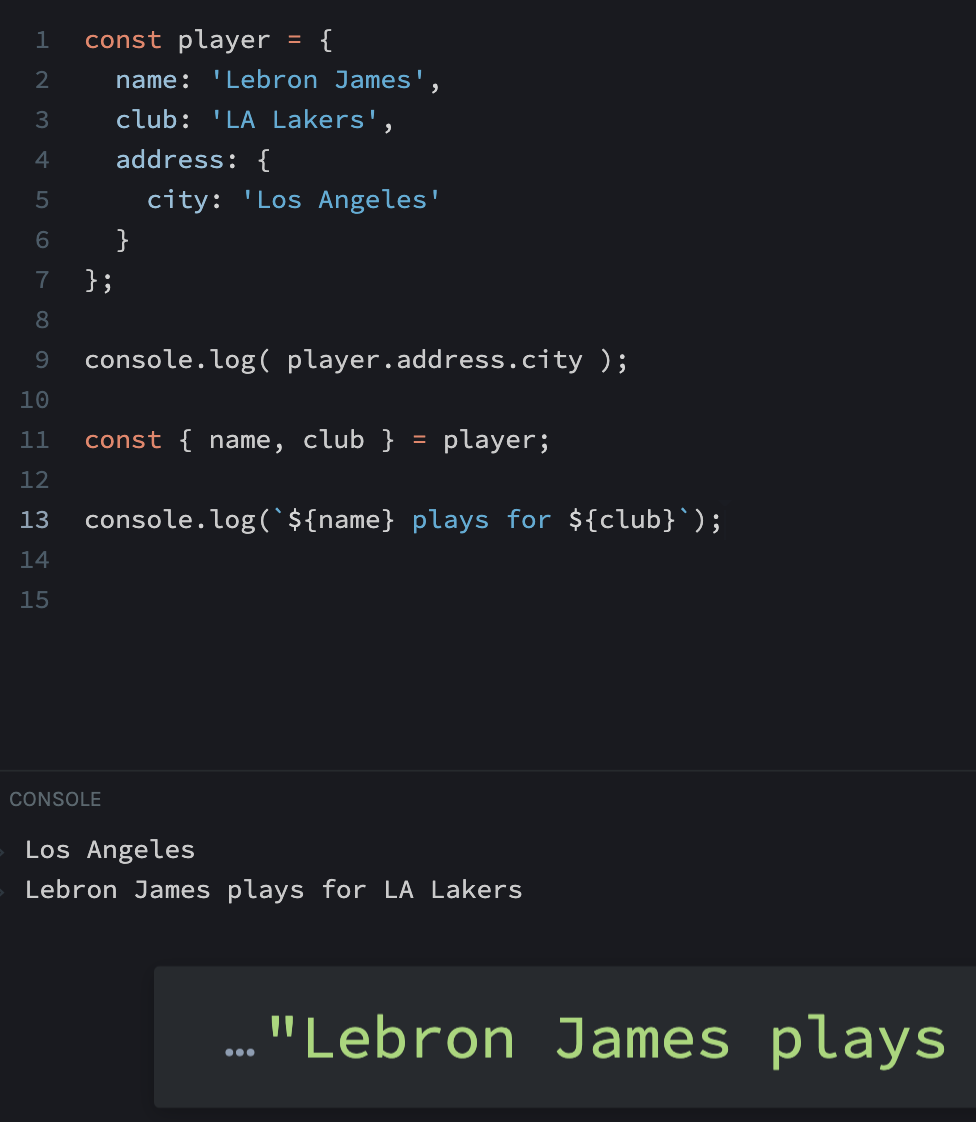 1 const player = {
2   name: 'Lebron James',
3   club: 'LA Lakers',
4   address: {
5     city: 'Los Angeles'
6   }
7 };
8
9 console.log( player.address.city );
10
11 const { name, club } = player;
12
13 console.log(`${name} plays for ${club}`);
14
15
CONSOLE
Los Angeles
Lebron James plays for LA Lakers
…"Lebron James plays